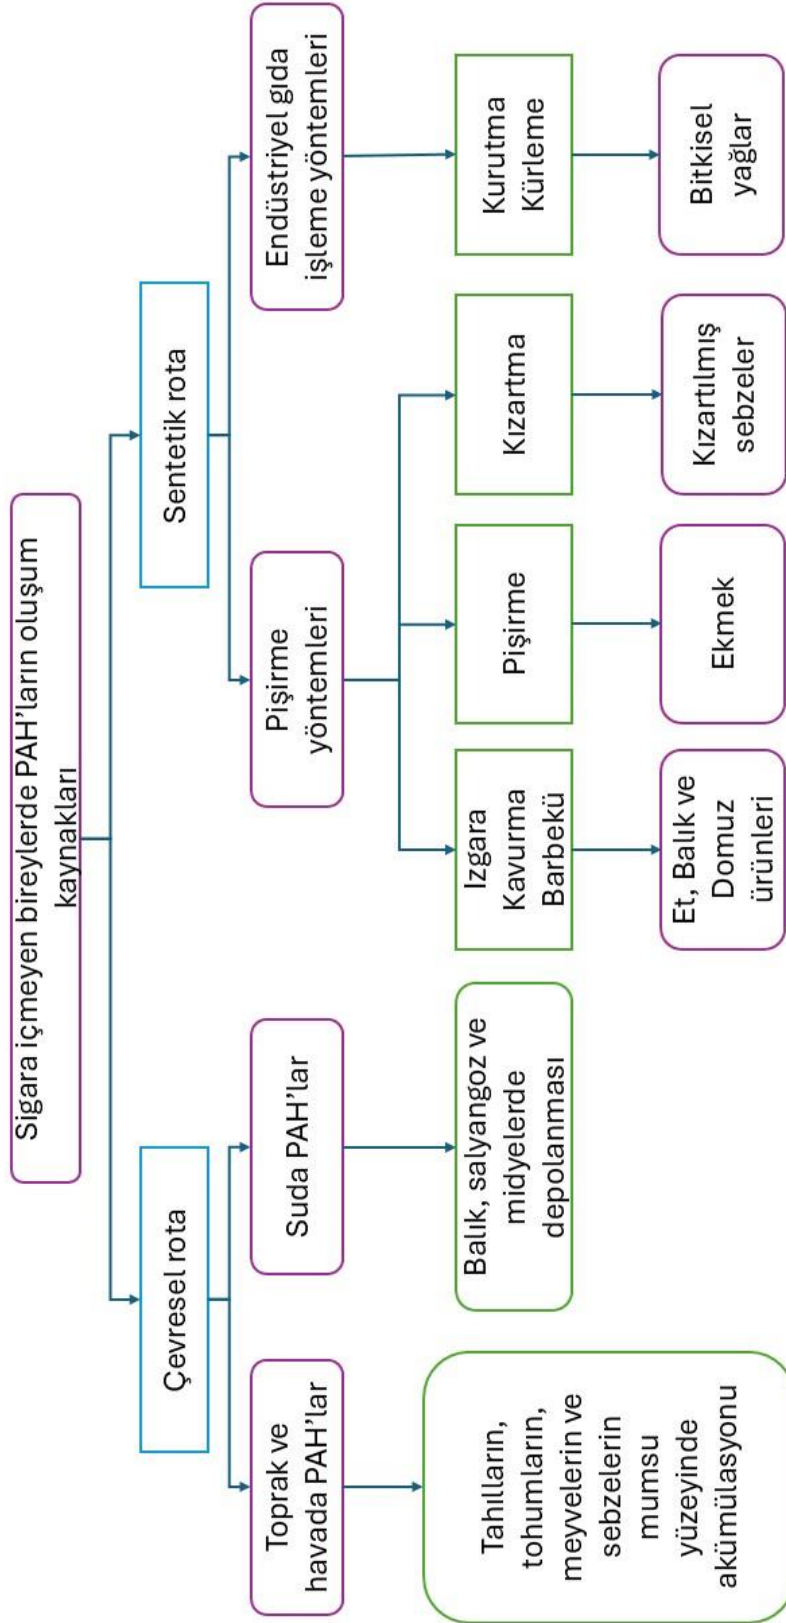 Sigara içmeyen bireylerde PAH’ların oluşum
kaynakları
Çevresel rota
Sentetik rota
Toprak ve
havada PAH’lar
Suda PAH’lar
Pişirme
yöntemleri
Endüstriyel gıda
işleme yöntemleri
Tahılların,
tohumların,
meyvelerin ve
sebzelerin
mumsu
yüzeyinde
akümülasyonu
Balık, salyangoz ve
midyelerde
depolanması
Izgara
Kavurma
Barbekü
Pişirme
Kızartma
Kurutma
Kürleme
Et, Balık ve
Domuz
ürünleri
Ekmek
Kızartılmış
sebzeler
Bitkisel
yağlar